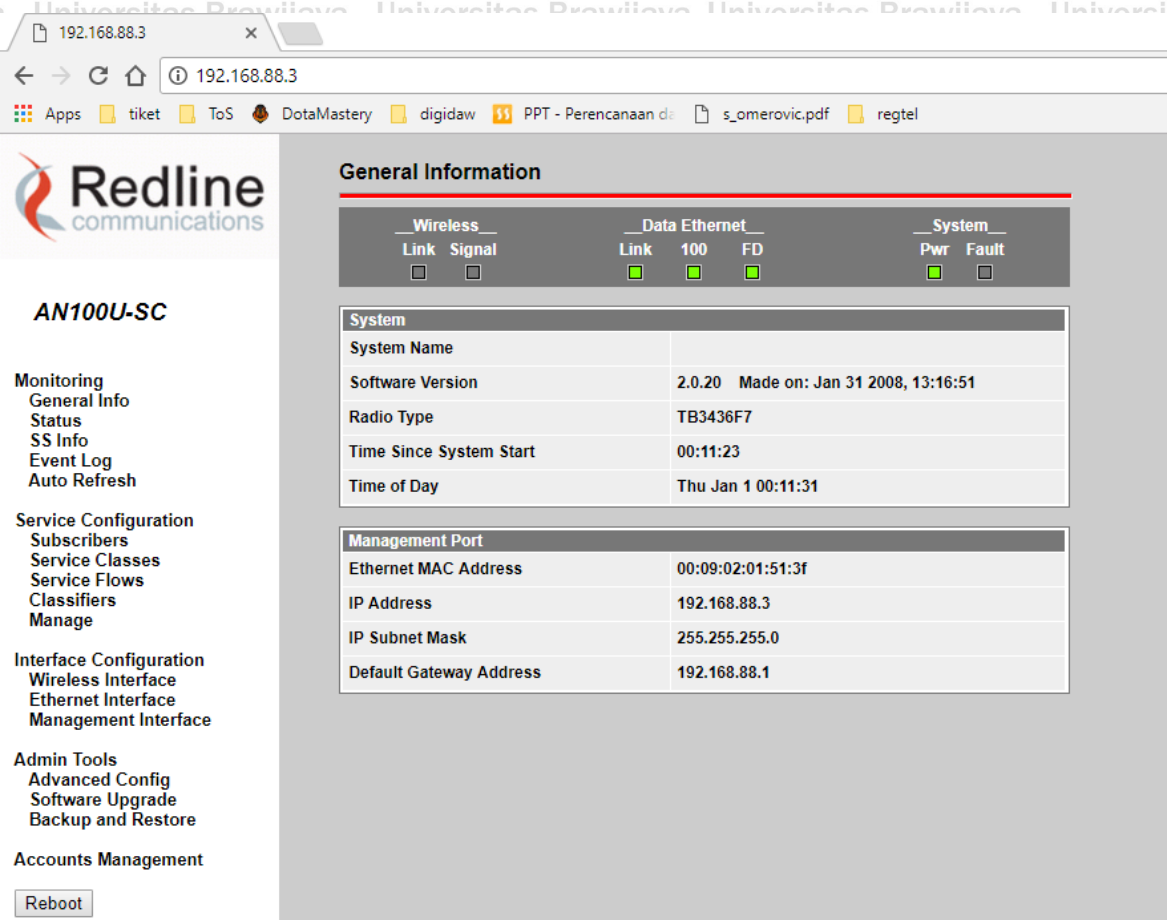 Universitas Brawijaya Universitas Brawijaya Universi
192.168.88.3 ×
192.168.88.3
Apps tiket ToS DotaMastery digidaw PPT - Perencanaan da s_omerovic.pdf regtel
Redline
communications
AN100U-SC
Monitoring
General Info
Status
SS Info
Event Log
Auto Refresh
Service Configuration
Subscribers
Service Classes
Service Flows
Classifiers
Manage
Interface Configuration
Wireless Interface
Ethernet Interface
Management Interface
Admin Tools
Advanced Config
Software Upgrade
Backup and Restore
Accounts Management
Reboot
General Information
__Wireless__ __Data Ethernet__ __System__
Link Signal Link 100 FD Pwr Fault
System
System Name
Software Version 2.0.20 Made on: Jan 31 2008, 13:16:51
Radio Type TB3436F7
Time Since System Start 00:11:23
Time of Day Thu Jan 1 00:11:31
Management Port
Ethernet MAC Address 00:09:02:01:51:3f
IP Address 192.168.88.3
IP Subnet Mask 255.255.255.0
Default Gateway Address 192.168.88.1